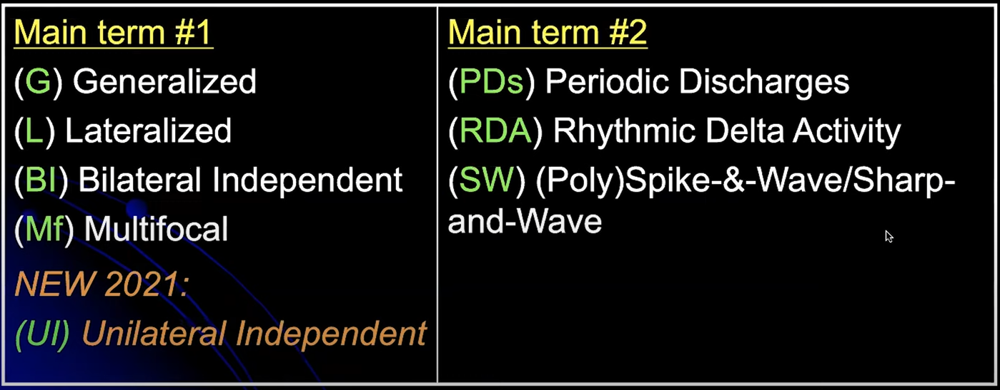 Main term #1
(G) Generalized
(L) Lateralized
(BI) Bilateral Independent
(Mf) Multifocal
NEW 2021:
(UI) Unilateral Independent
Main term #2
(PDs) Periodic Discharges
(RDA) Rhythmic Delta Activity
(SW) (Poly)Spike-&-Wave/Sharp-
and-Wave